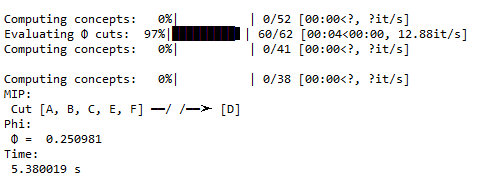 Computing concepts:   0%|          | 0/52 [00:00<?, ?it/s]
Evaluating Φ cuts:  97%|█████████▋| 60/62 [00:04<00:00, 12.88it/s]
Computing concepts:   0%|          | 0/41 [00:00<?, ?it/s]
Computing concepts:   0%|          | 0/38 [00:00<?, ?it/s]
MIP:
Cut [A, B, C, E, F] ━━/ /━━➤ [D]
Phi:
Φ =  0.250981
Time:
5.380019 s